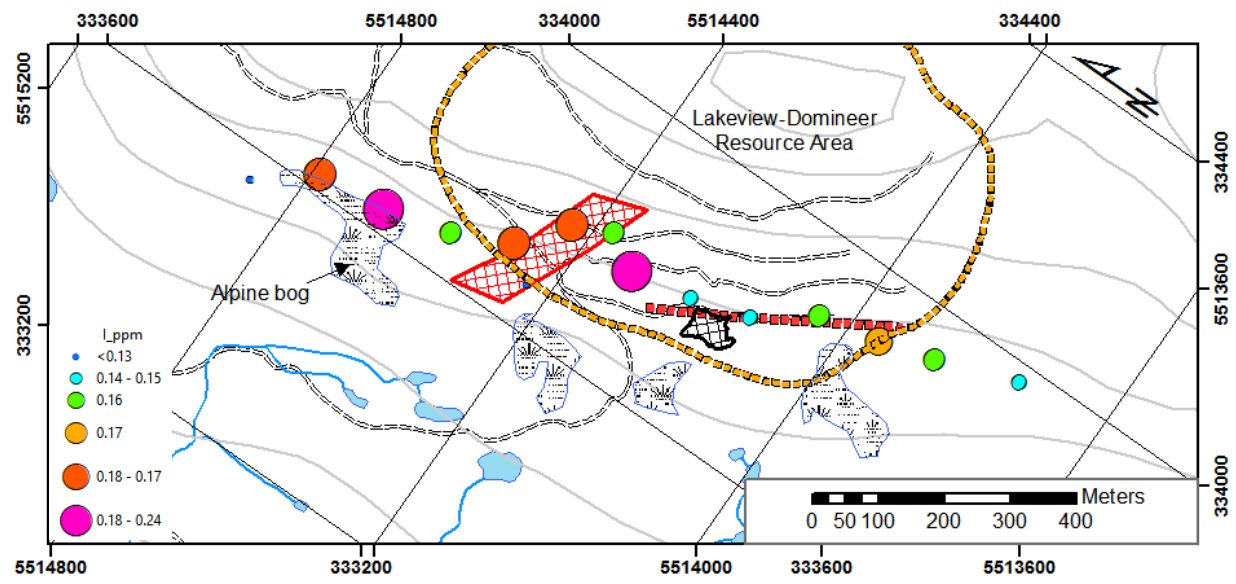 333600 5514800 334000 5514400 334400
5515200
333200
334400
5513600
334000
Lakeview-Domineer
Resource Area
N
Alpine bog
I_ppm
<0.13
0.14 - 0.15
0.16
0.17
0.18 - 0.17
0.18 - 0.24
Meters
0 50 100 200 300 400
5514800 333200 5514000 333600 5513600